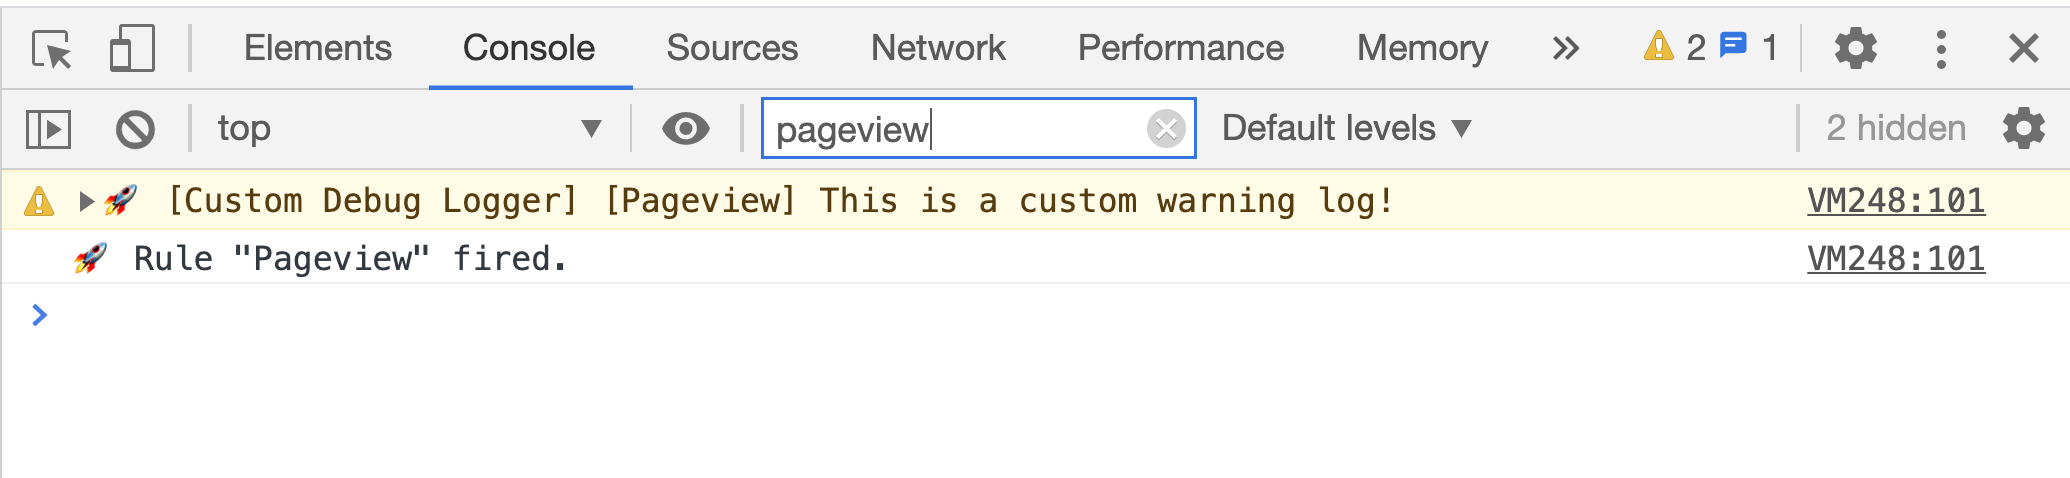 Elements Console Sources Network Performance Memory » 2 1
top pageview Default levels 2 hidden
🚀 [Custom Debug Logger] [Pageview] This is a custom warning log! VM248:101
🚀 Rule "Pageview" fired. VM248:101